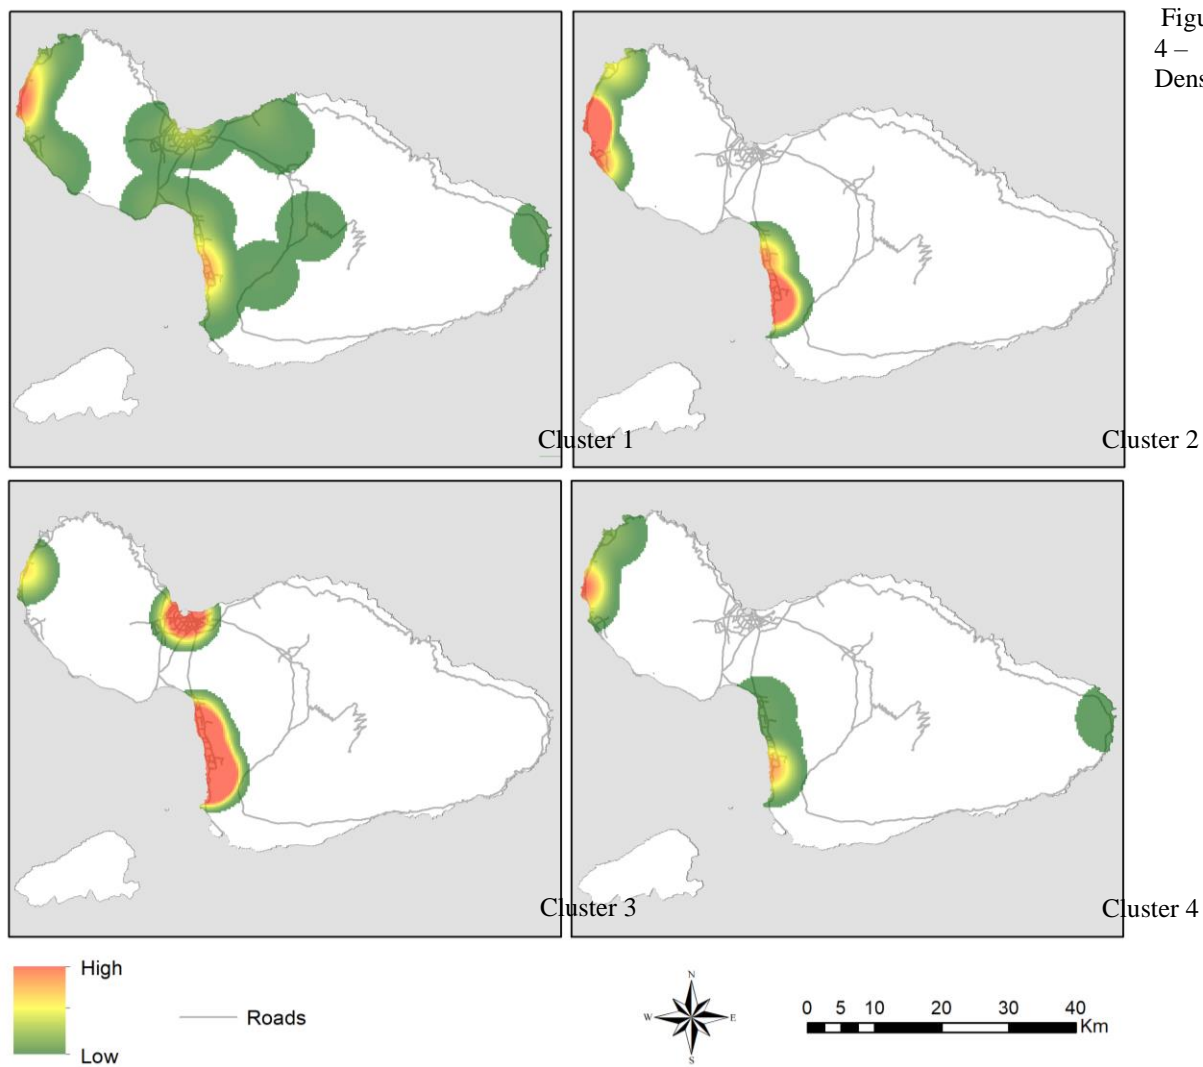 Figu
4 –
Dens
Cluster 1
Cluster 2
Cluster 3
Cluster 4
High
Low
Roads
N
W
E
S
0 5 10 20 30 40
Km